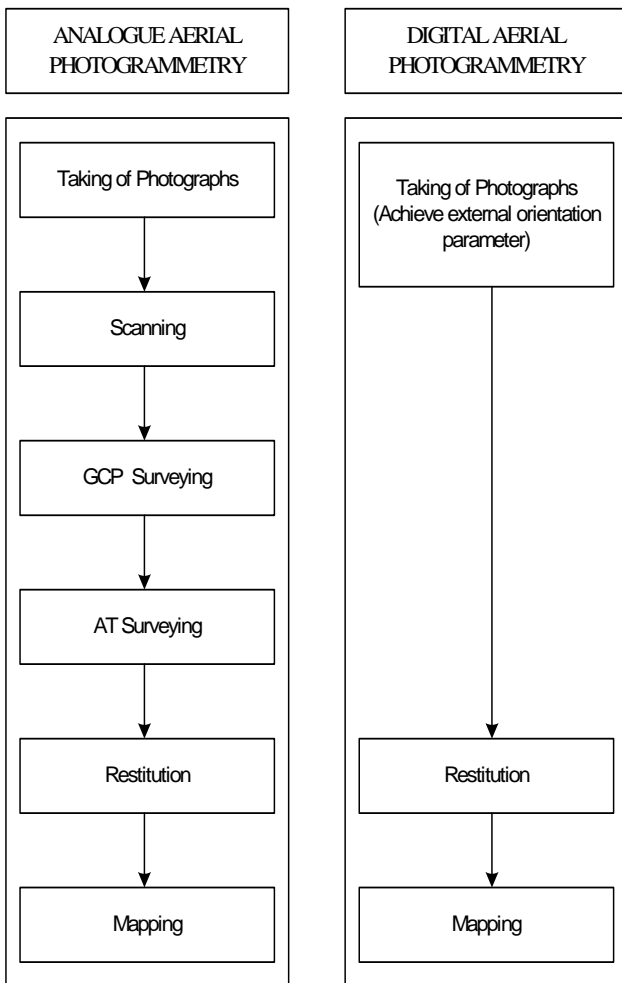 ANALOGUE AERIAL
PHOTOGRAMMETRY
Taking of Photographs
Scanning
GCP Surveying
AT Surveying
Restitution
Mapping
DIGITAL AERIAL
PHOTOGRAMMETRY
Taking of Photographs
(Achieve external orientation
parameter)
Restitution
Mapping